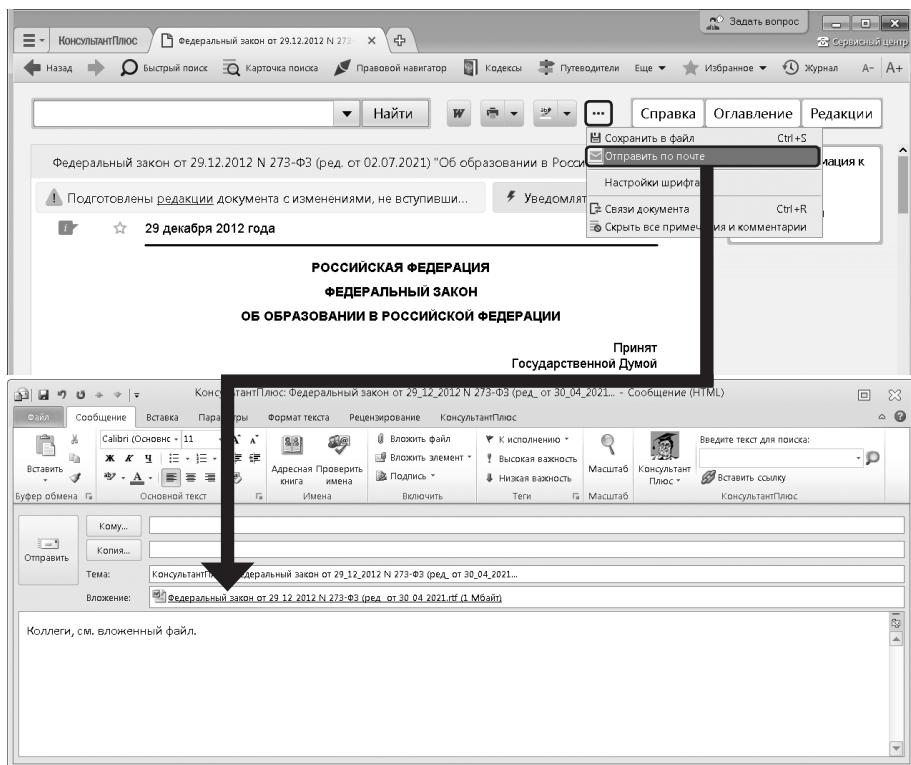 Задать вопрос
КонсультантПлюс
Федеральный закон от 29.12.2012 N 273-
Сервисный центр
Назад
Быстрый поиск
Карточка поиска
Правовой навигатор
Кодексы
Путеводители
Еще
Избранное
Журнал
A− A+
Найти
W
Справка
Оглавление
Редакции
Сохранить в файл Ctrl+S
Отправить по почте
Настройки шрифта
Связи документа Ctrl+R
Скрыть все примеч ия и комментарии
Федеральный закон от 29.12.2012 N 273-ФЗ (ред. от 02.07.2021) "Об образовании в Росси
мация к
Подготовлены редакции документа с изменениями, не вступивши...
Уведомлят
29 декабря 2012 года
РОССИЙСКАЯ ФЕДЕРАЦИЯ
ФЕДЕРАЛЬНЫЙ ЗАКОН
ОБ ОБРАЗОВАНИИ В РОССИЙСКОЙ ФЕДЕРАЦИИ
Принят
Государственной Думой
КонсультантПлюс: Федеральный закон от 29_12_2012 N 273-ФЗ (ред_ от 30_04_2021... - Сообщение (HTML)
Файл
Сообщение
Вставка
Параметры
Формат текста
Рецензирование
КонсультантПлюс
Вставить
Буфер обмена
Calibri (Основнс 11
Ж К Ч
Основной текст
Адресная книга
Проверить имена
Имена
Вложить файл
Вложить элемент
Подпись
Включить
К исполнению
Высокая важность
Низкая важность
Теги
Масштаб
Масштаб
Консультант Плюс
Введите текст для поиска:
Вставить ссылку
КонсультантПлюс
Отправить
Кому...
Копия...
Тема:
КонсультантП деральный закон от 29_12_2012 N 273-ФЗ (ред_ от 30_04_2021...
Вложение:
Федеральный закон от 29 12 2012 N 273-ФЗ (ред от 30 04 2021.rtf (1 Мбайт)
Коллеги, см. вложенный файл.